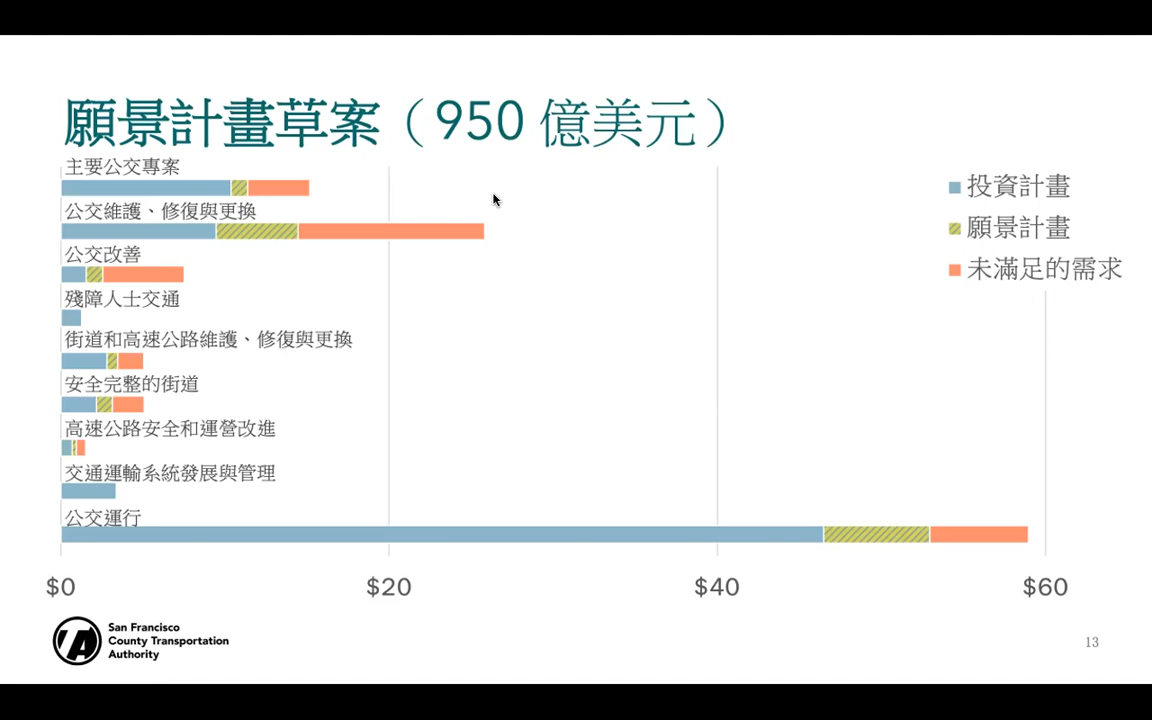 願景計畫草案（950 億美元）
主要公交專案
公交維護、修復與更換
公交改善
殘障人士交通
街道和高速公路維護、修復與更換
安全完整的街道
高速公路安全和運營改進
交通運輸系統發展與管理
公交運行
投資計畫
願景計畫
未滿足的需求
$0
$20
$40
$60
San Francisco
County Transportation
Authority
13